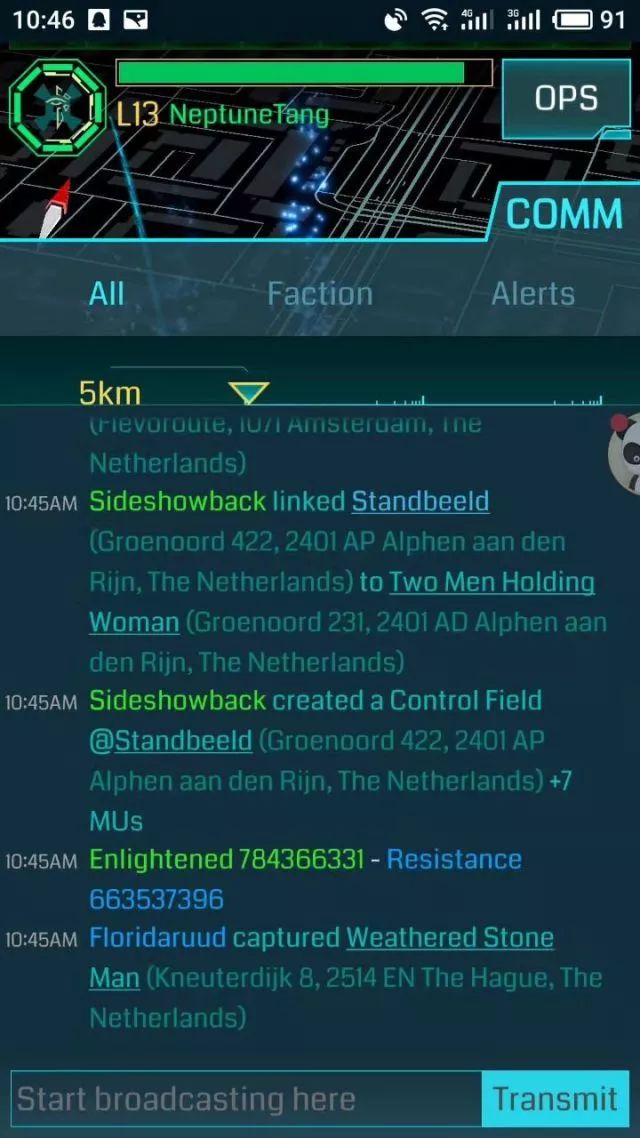 10:46 4G 3G 91
L13 NeptuneTang
OPS
COMM
All Faction Alerts
5km
(Flevoroute, 1071 Amsterdam, The
Netherlands)
10:45AM Sideshowback linked Standbeeld
(Groenoord 422, 2401 AP Alphen aan den
Rijn, The Netherlands) to Two Men Holding
Woman (Groenoord 231, 2401 AD Alphen aan
den Rijn, The Netherlands)
10:45AM Sideshowback created a Control Field
@Standbeeld (Groenoord 422, 2401 AP
Alphen aan den Rijn, The Netherlands) +7
MUs
10:45AM Enlightened 784366331 - Resistance
663537396
10:45AM Floridaruud captured Weathered Stone
Man (Kneuterdijk 8, 2514 EN The Hague, The
Netherlands)
Start broadcasting here Transmit